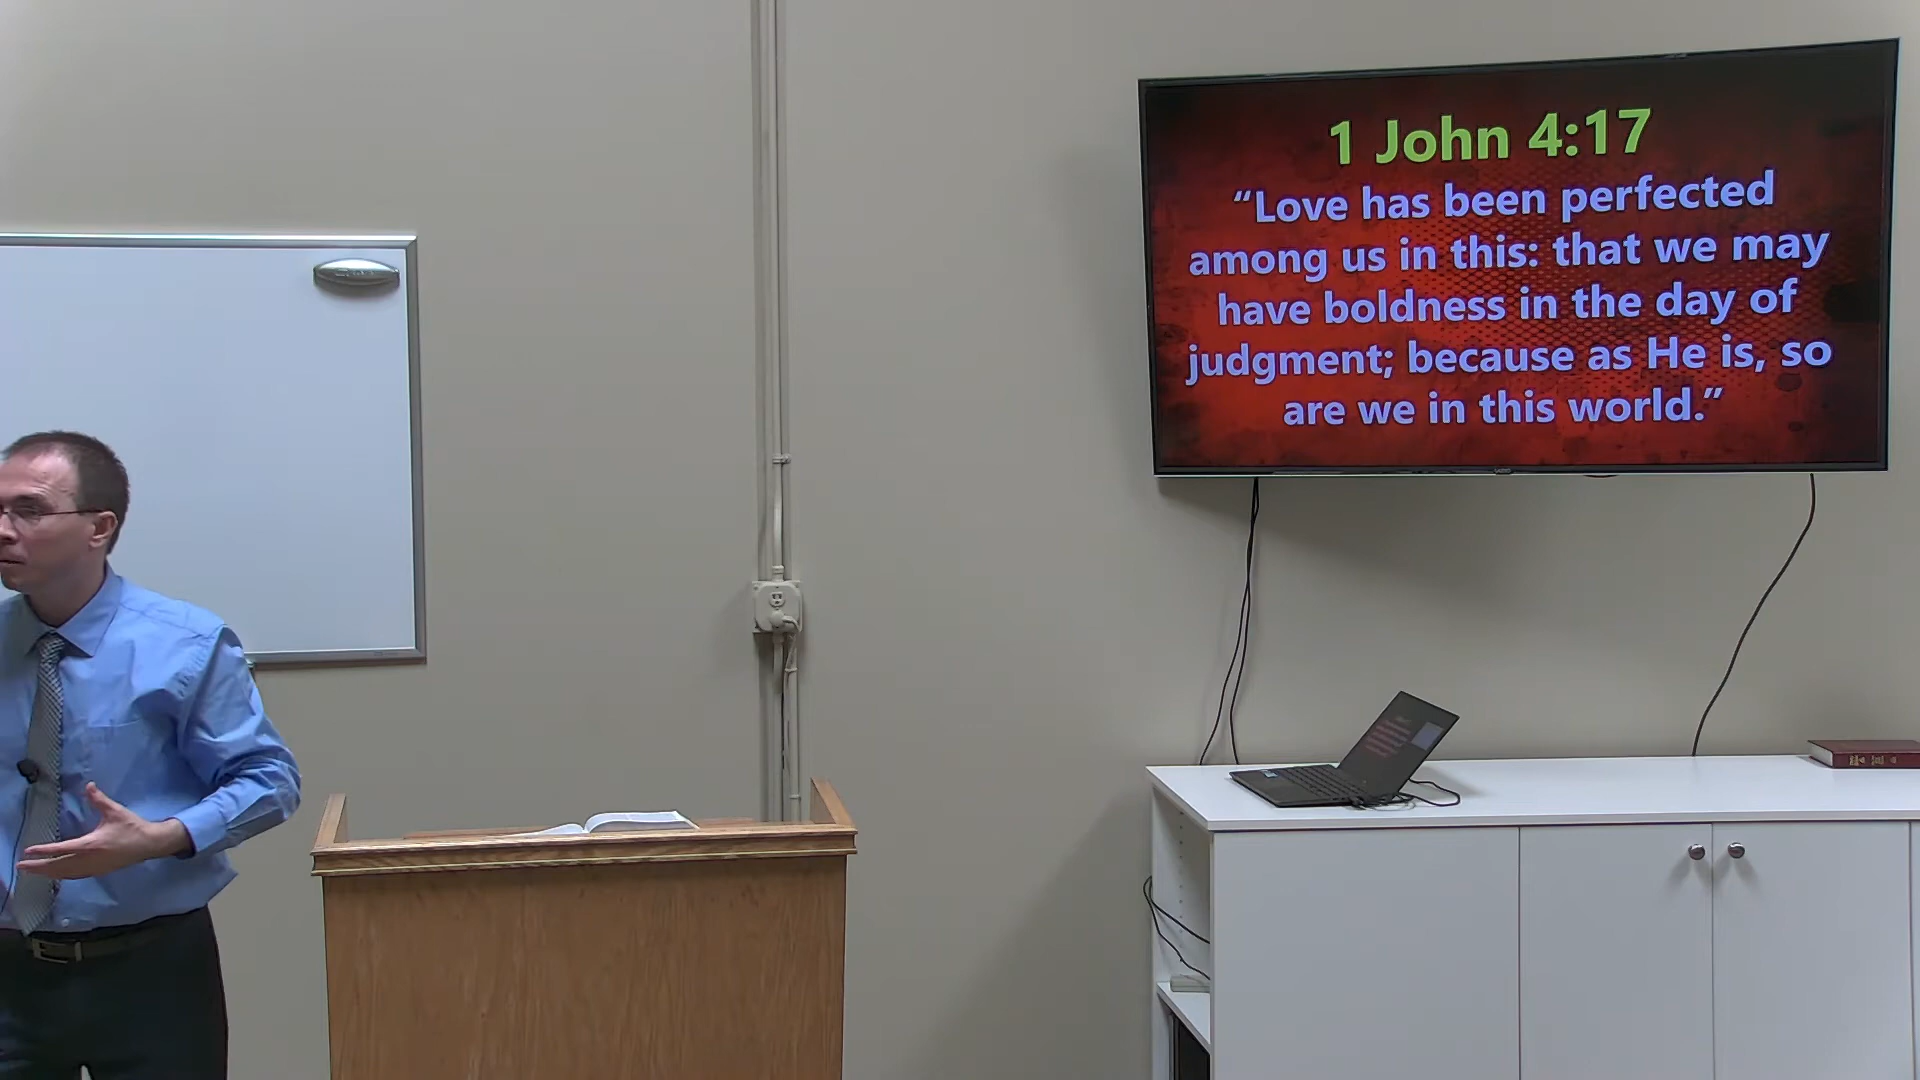 1 John 4:17
“Love has been perfected
among us in this: that we may
have boldness in the day of
judgment; because as He is, so
are we in this world.”
VIZIO